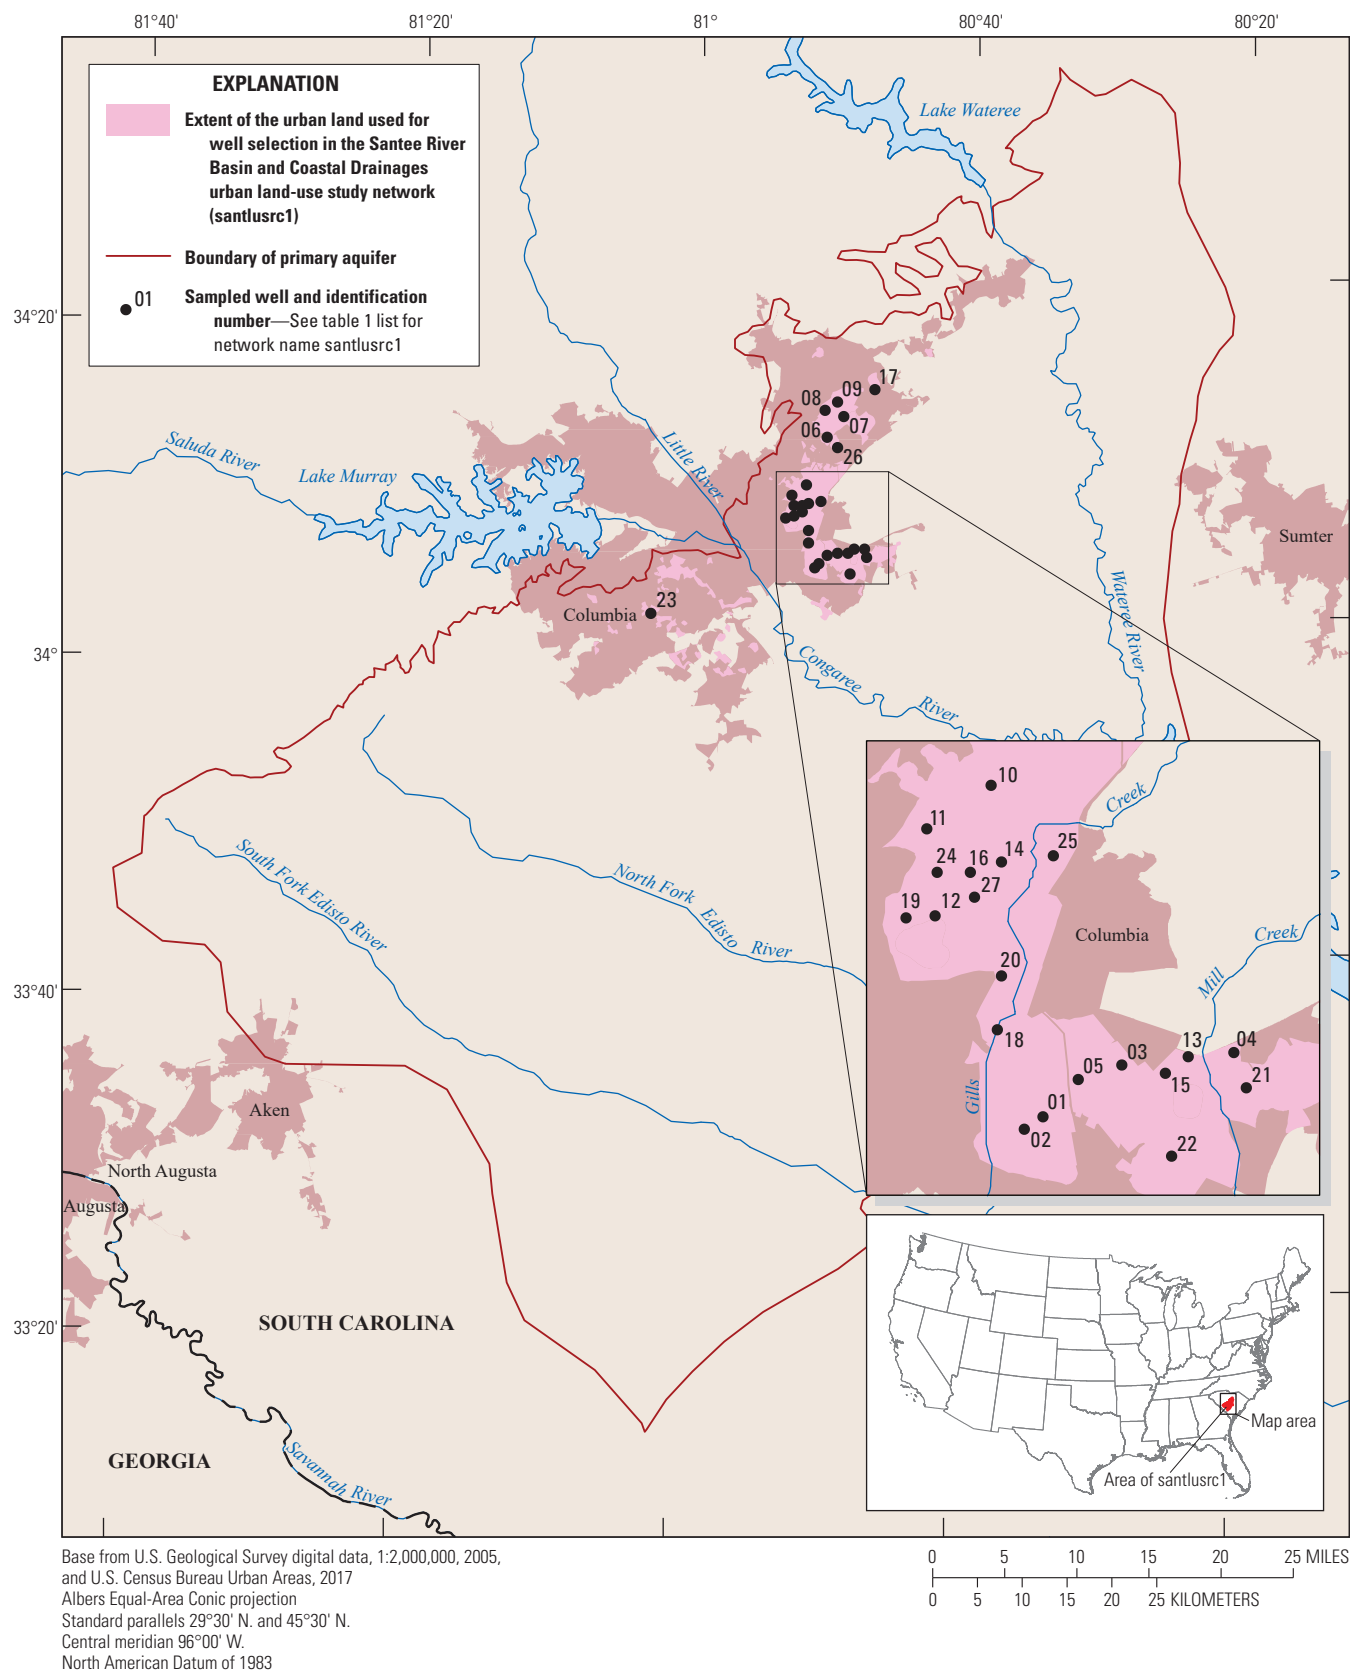 81°40'
81°20'
81°
80°40'
80°20'
EXPLANATION
Extent of the urban land used for
well selection in the Santee River
Basin and Coastal Drainages
urban land-use study network
(santlusrc1)
Boundary of primary aquifer
01
Sampled well and identification
number—See table 1 list for
network name santlusrc1
Lake Wateree
34°20'
17
09
08
07
06
26
Saluda River
Lake Murray
Little River
Sumter
23
Columbia
Wateree River
34°
Congaree
River
10
Creek
11
25
14
16
24
27
19
12
Columbia
Creek
Mill
20
18
South Fork Edisto River
North Fork
Edisto
River
33°40'
13
04
03
05
15
21
Gills
01
02
22
Aken
North Augusta
Augusta
SOUTH CAROLINA
33°20'
GEORGIA
Savannah River
Map area
Area of santlusrc1
Base from U.S. Geological Survey digital data, 1:2,000,000, 2005,
and U.S. Census Bureau Urban Areas, 2017
Albers Equal-Area Conic projection
Standard parallels 29°30' N. and 45°30' N.
Central meridian 96°00' W.
North American Datum of 1983
0 5 10 15 20 25 MILES
0 5 10 15 20 25 KILOMETERS